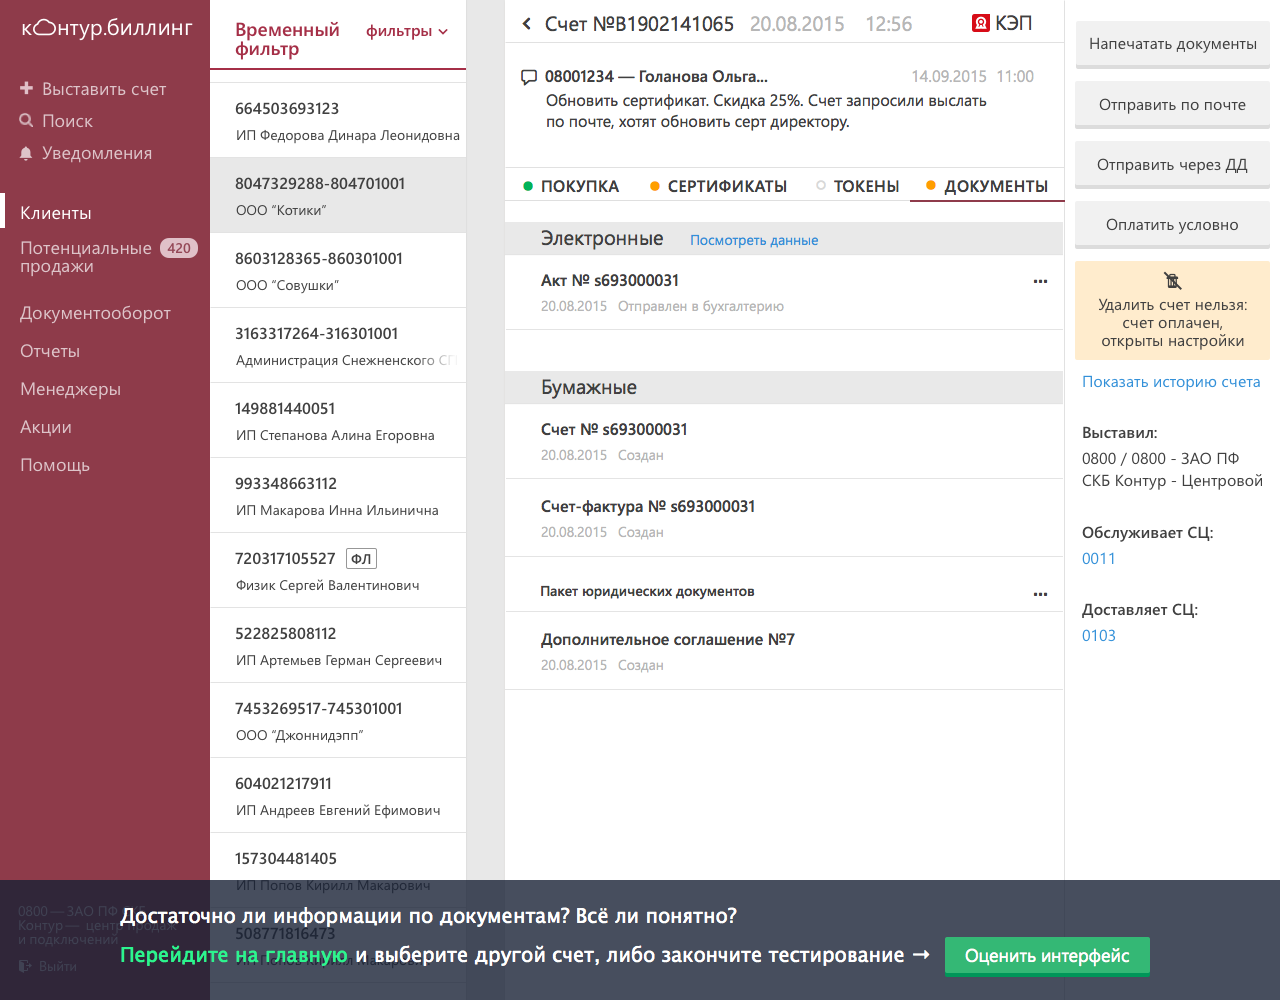 контур.биллинг
Выставить счет
Поиск
Уведомления
Клиенты
Потенциальные
продажи
420
Документооборот
Отчеты
Менеджеры
Акции
Помощь
0800 — ЗАО ПФ СКБ
Контур — центр продаж
и подключений
Выйти
Временный
фильтр
фильтры
664503693123
ИП Федорова Динара Леонидовна
8047329288-804701001
ООО “Котики”
8603128365-860301001
ООО “Совушки”
3163317264-316301001
Администрация Снежненского СГ
149881440051
ИП Степанова Алина Егоровна
993348663112
ИП Макарова Инна Ильинична
720317105527 ФЛ
Физик Сергей Валентинович
522825808112
ИП Артемьев Герман Сергеевич
7453269517-745301001
ООО “Джоннидэпп”
604021217911
ИП Андреев Евгений Ефимович
157304481405
ИП Попов Кирилл Макарович
508771816473
Счет №В1902141065 20.08.2015 12:56 КЭП
08001234 — Голанова Ольга... 14.09.2015 11:00
Обновить сертификат. Скидка 25%. Счет запросили выслать
по почте, хотят обновить серт директору.
ПОКУПКА СЕРТИФИКАТЫ ТОКЕНЫ ДОКУМЕНТЫ
Электронные Посмотреть данные
Акт № s693000031 ...
20.08.2015 Отправлен в бухгалтерию
Бумажные
Счет № s693000031
20.08.2015 Создан
Счет-фактура № s693000031
20.08.2015 Создан
Пакет юридических документов ...
Дополнительное соглашение №7
20.08.2015 Создан
Напечатать документы
Отправить по почте
Отправить через ДД
Оплатить условно
Удалить счет нельзя:
счет оплачен,
открыты настройки
Показать историю счета
Выставил:
0800 / 0800 - ЗАО ПФ
СКБ Контур - Центровой
Обслуживает СЦ:
0011
Доставляет СЦ:
0103
Достаточно ли информации по документам? Всё ли понятно?
Перейдите на главную и выберите другой счет, либо закончите тестирование → Оценить интерфейс